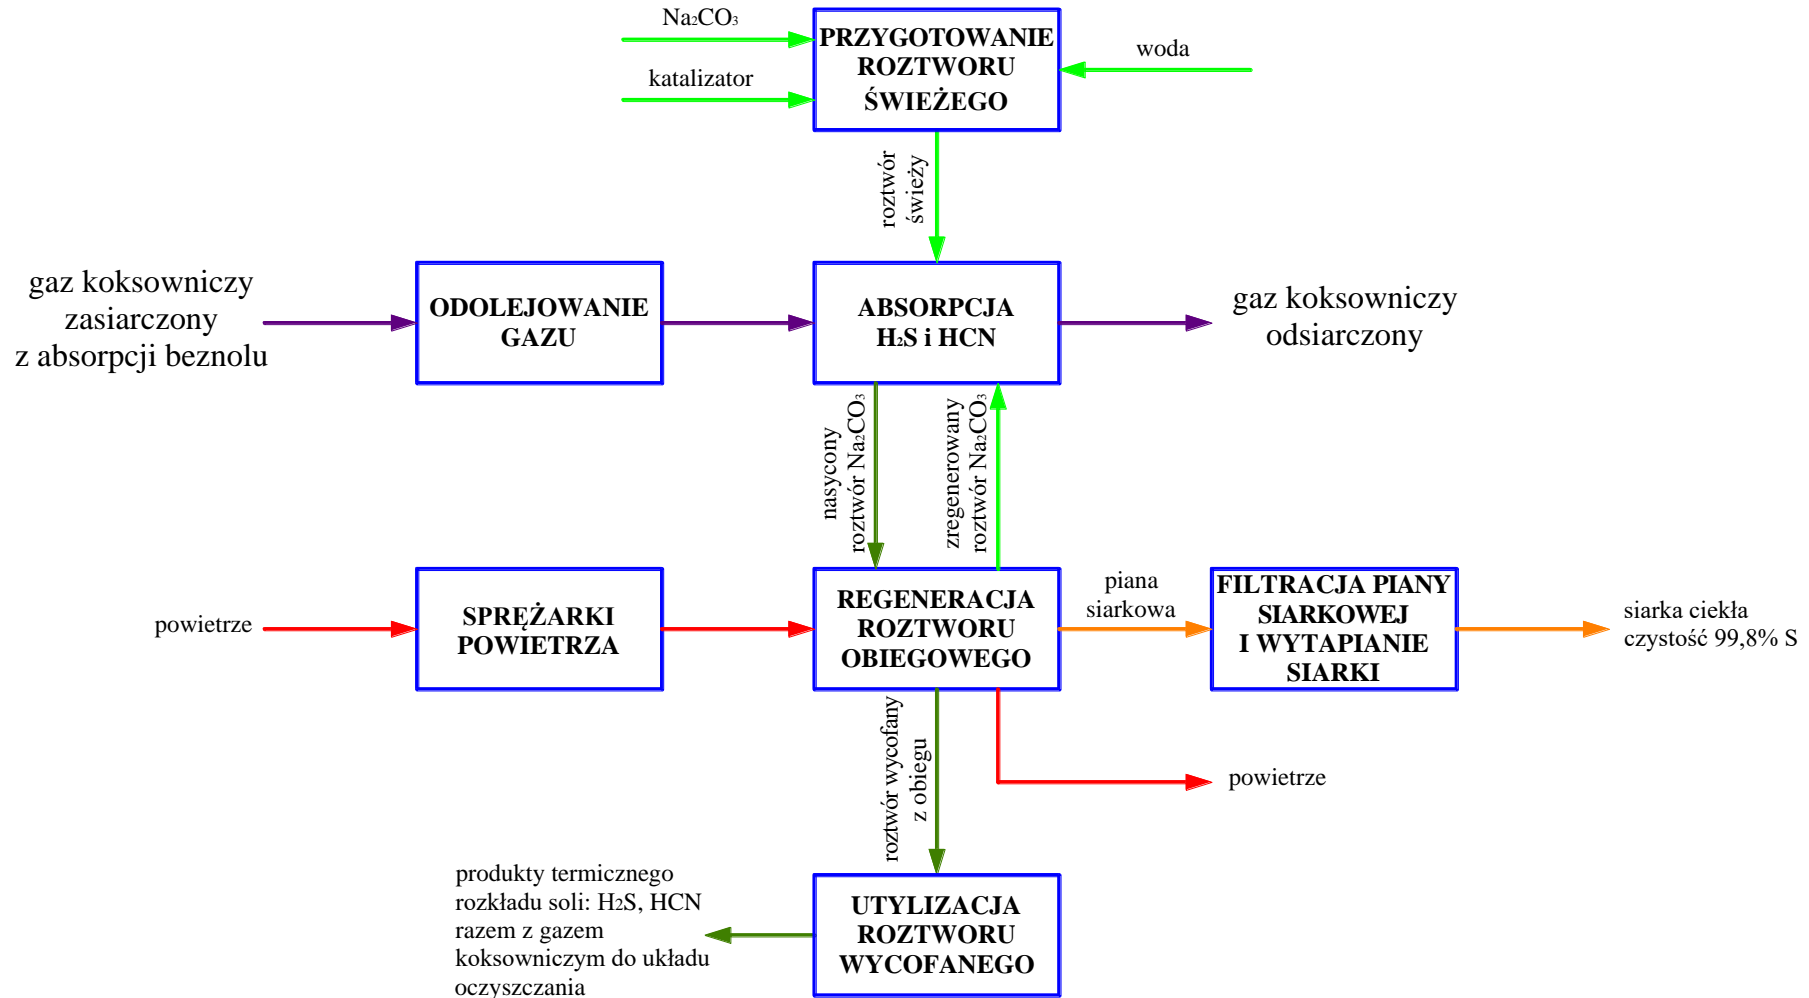 Na₂CO₃
katalizator
PRZYGOTOWANIE
ROZTWORU
ŚWIEŻEGO
woda
roztwór
świeży
gaz koksowniczy
zasiarczony
z absorpcji beznolu
ODOLEJOWANIE
GAZU
ABSORPCJA
H₂S i HCN
gaz koksowniczy
odsiarczony
nasycony
roztwór Na₂CO₃
zregenerowany
roztwór Na₂CO₃
powietrze
SPRĘŻARKI
POWIETRZA
REGENERACJA
ROZTWORU
OBIEGOWEGO
piana
siarkowa
FILTRACJA PIANY
SIARKOWEJ
I WYTAPIANIE
SIARKI
siarka ciekła
czystość 99,8% S
roztwór wycofany
z obiegu
powietrze
produkty termicznego
rozkładu soli: H₂S, HCN
razem z gazem
koksowniczym do układu
oczyszczania
UTYLIZACJA
ROZTWORU
WYCOFANEGO